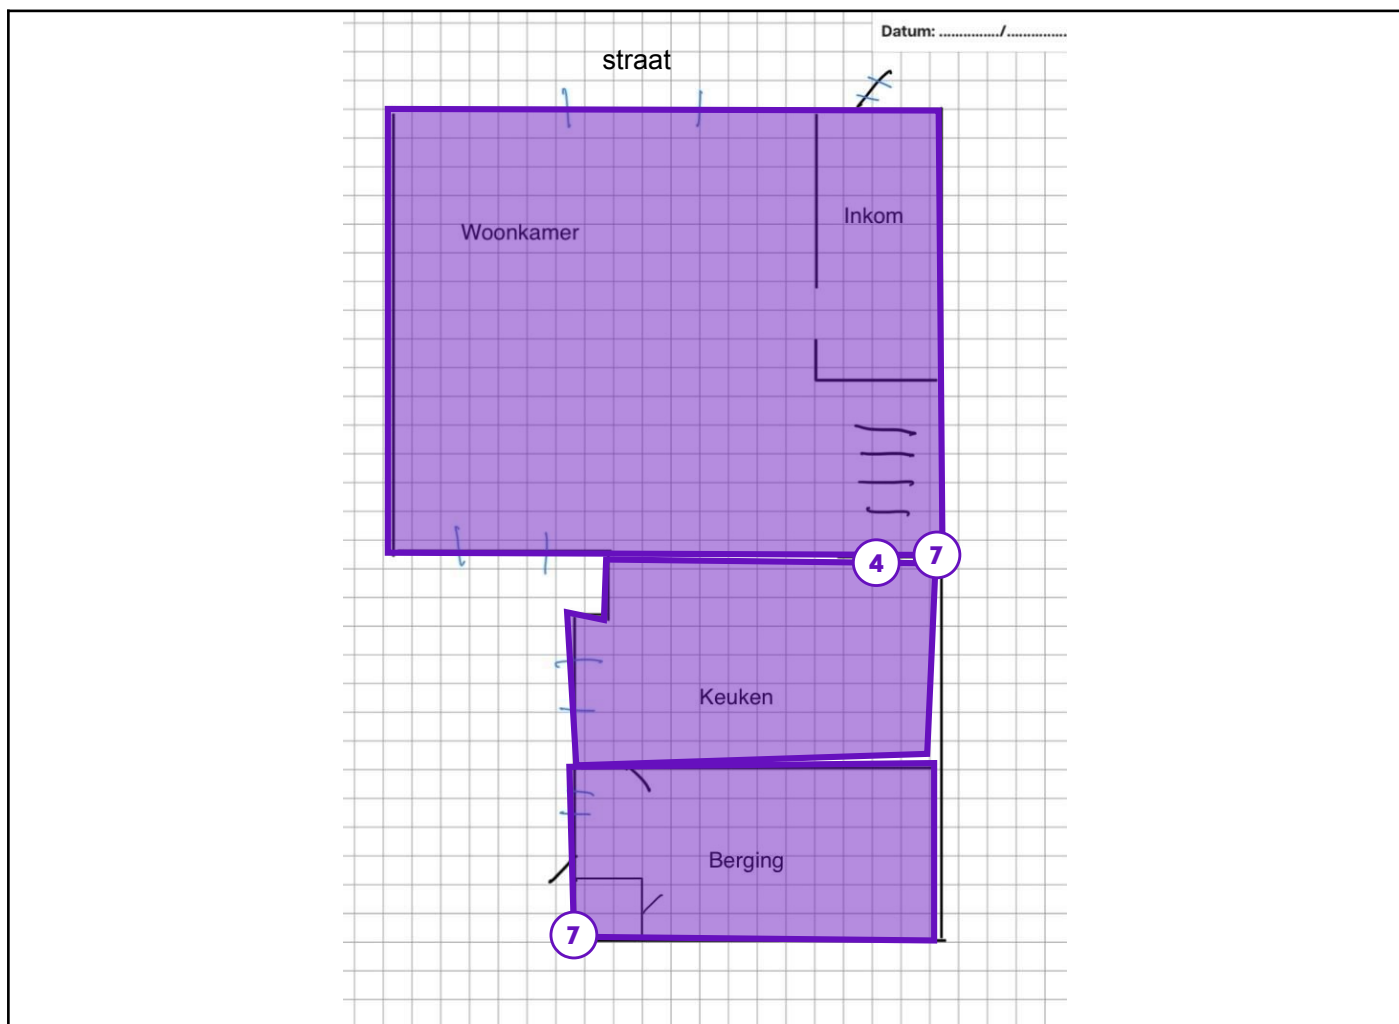 Datum: ............../..............
straat
Inkom
Woonkamer
4
7
Keuken
Berging
7